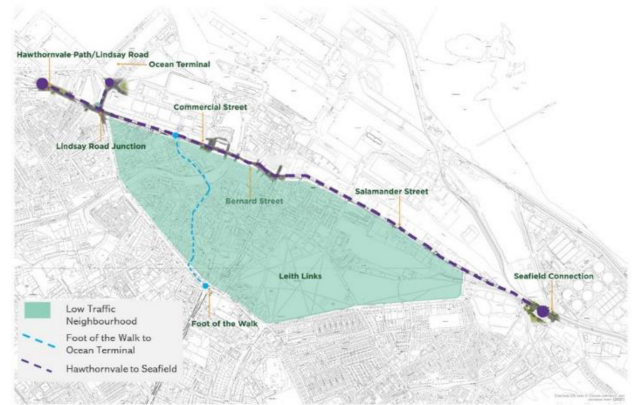 Hawthornvale Path/Lindsay Road
Ocean Terminal
Commercial Street
Lindsay Road Junction
Bernard Street
Salamander Street
Leith Links
Seafield Connection
Foot of the Walk
Low Traffic
Neighbourhood
Foot of the Walk to
Ocean Terminal
Hawthornvale to Seafield